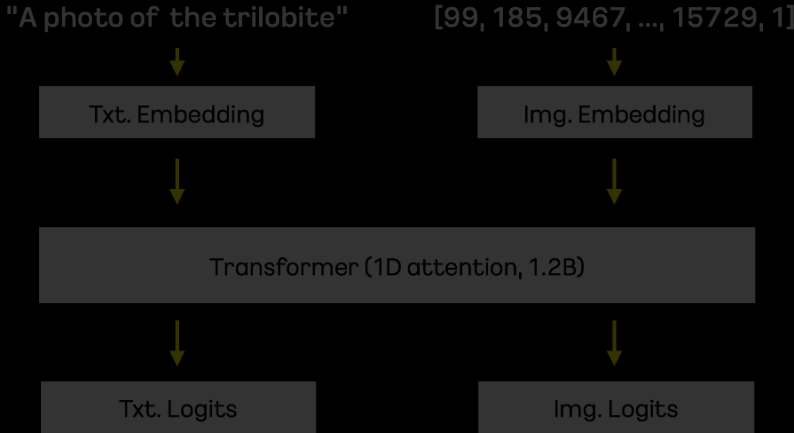 "A photo of the trilobite"
[99, 185, 9467, ..., 15729, 1]
Txt. Embedding
Img. Embedding
Transformer (1D attention, 1.2B)
Txt. Logits
Img. Logits